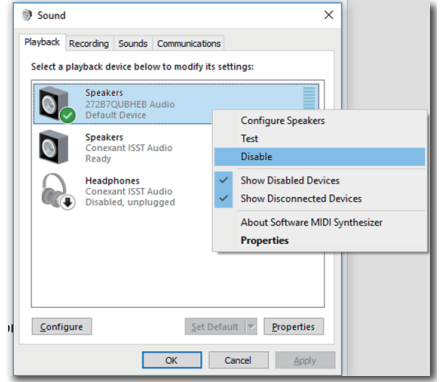 Sound
Playback Recording Sounds Communications
Select a playback device below to modify its settings:
Speakers
272B7QUBHEB Audio
Default Device
Speakers
Conexant ISST Audio
Ready
Headphones
Conexant ISST Audio
Disabled, unplugged
Configure Speakers
Test
Disable
Show Disabled Devices
Show Disconnected Devices
About Software MIDI Synthesizer
Properties
Configure Set Default Properties
OK Cancel Apply